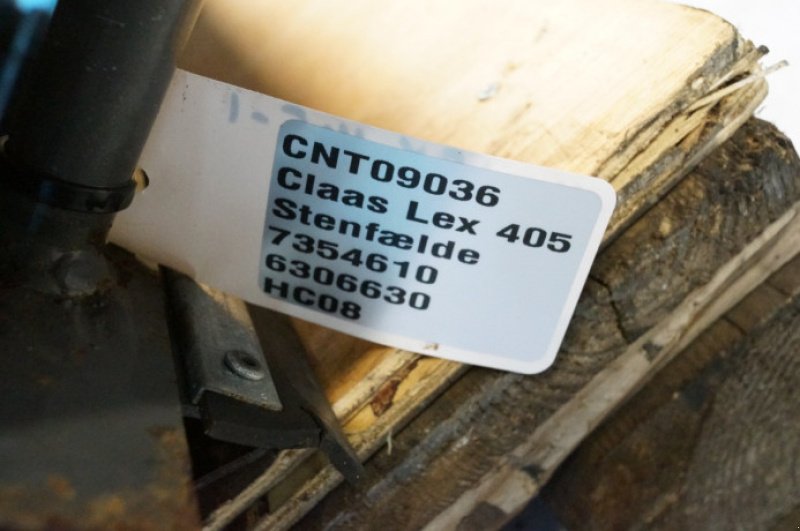 CNT09036
Claas Lex 405
Stenfælde
7354610
6306630
HC08